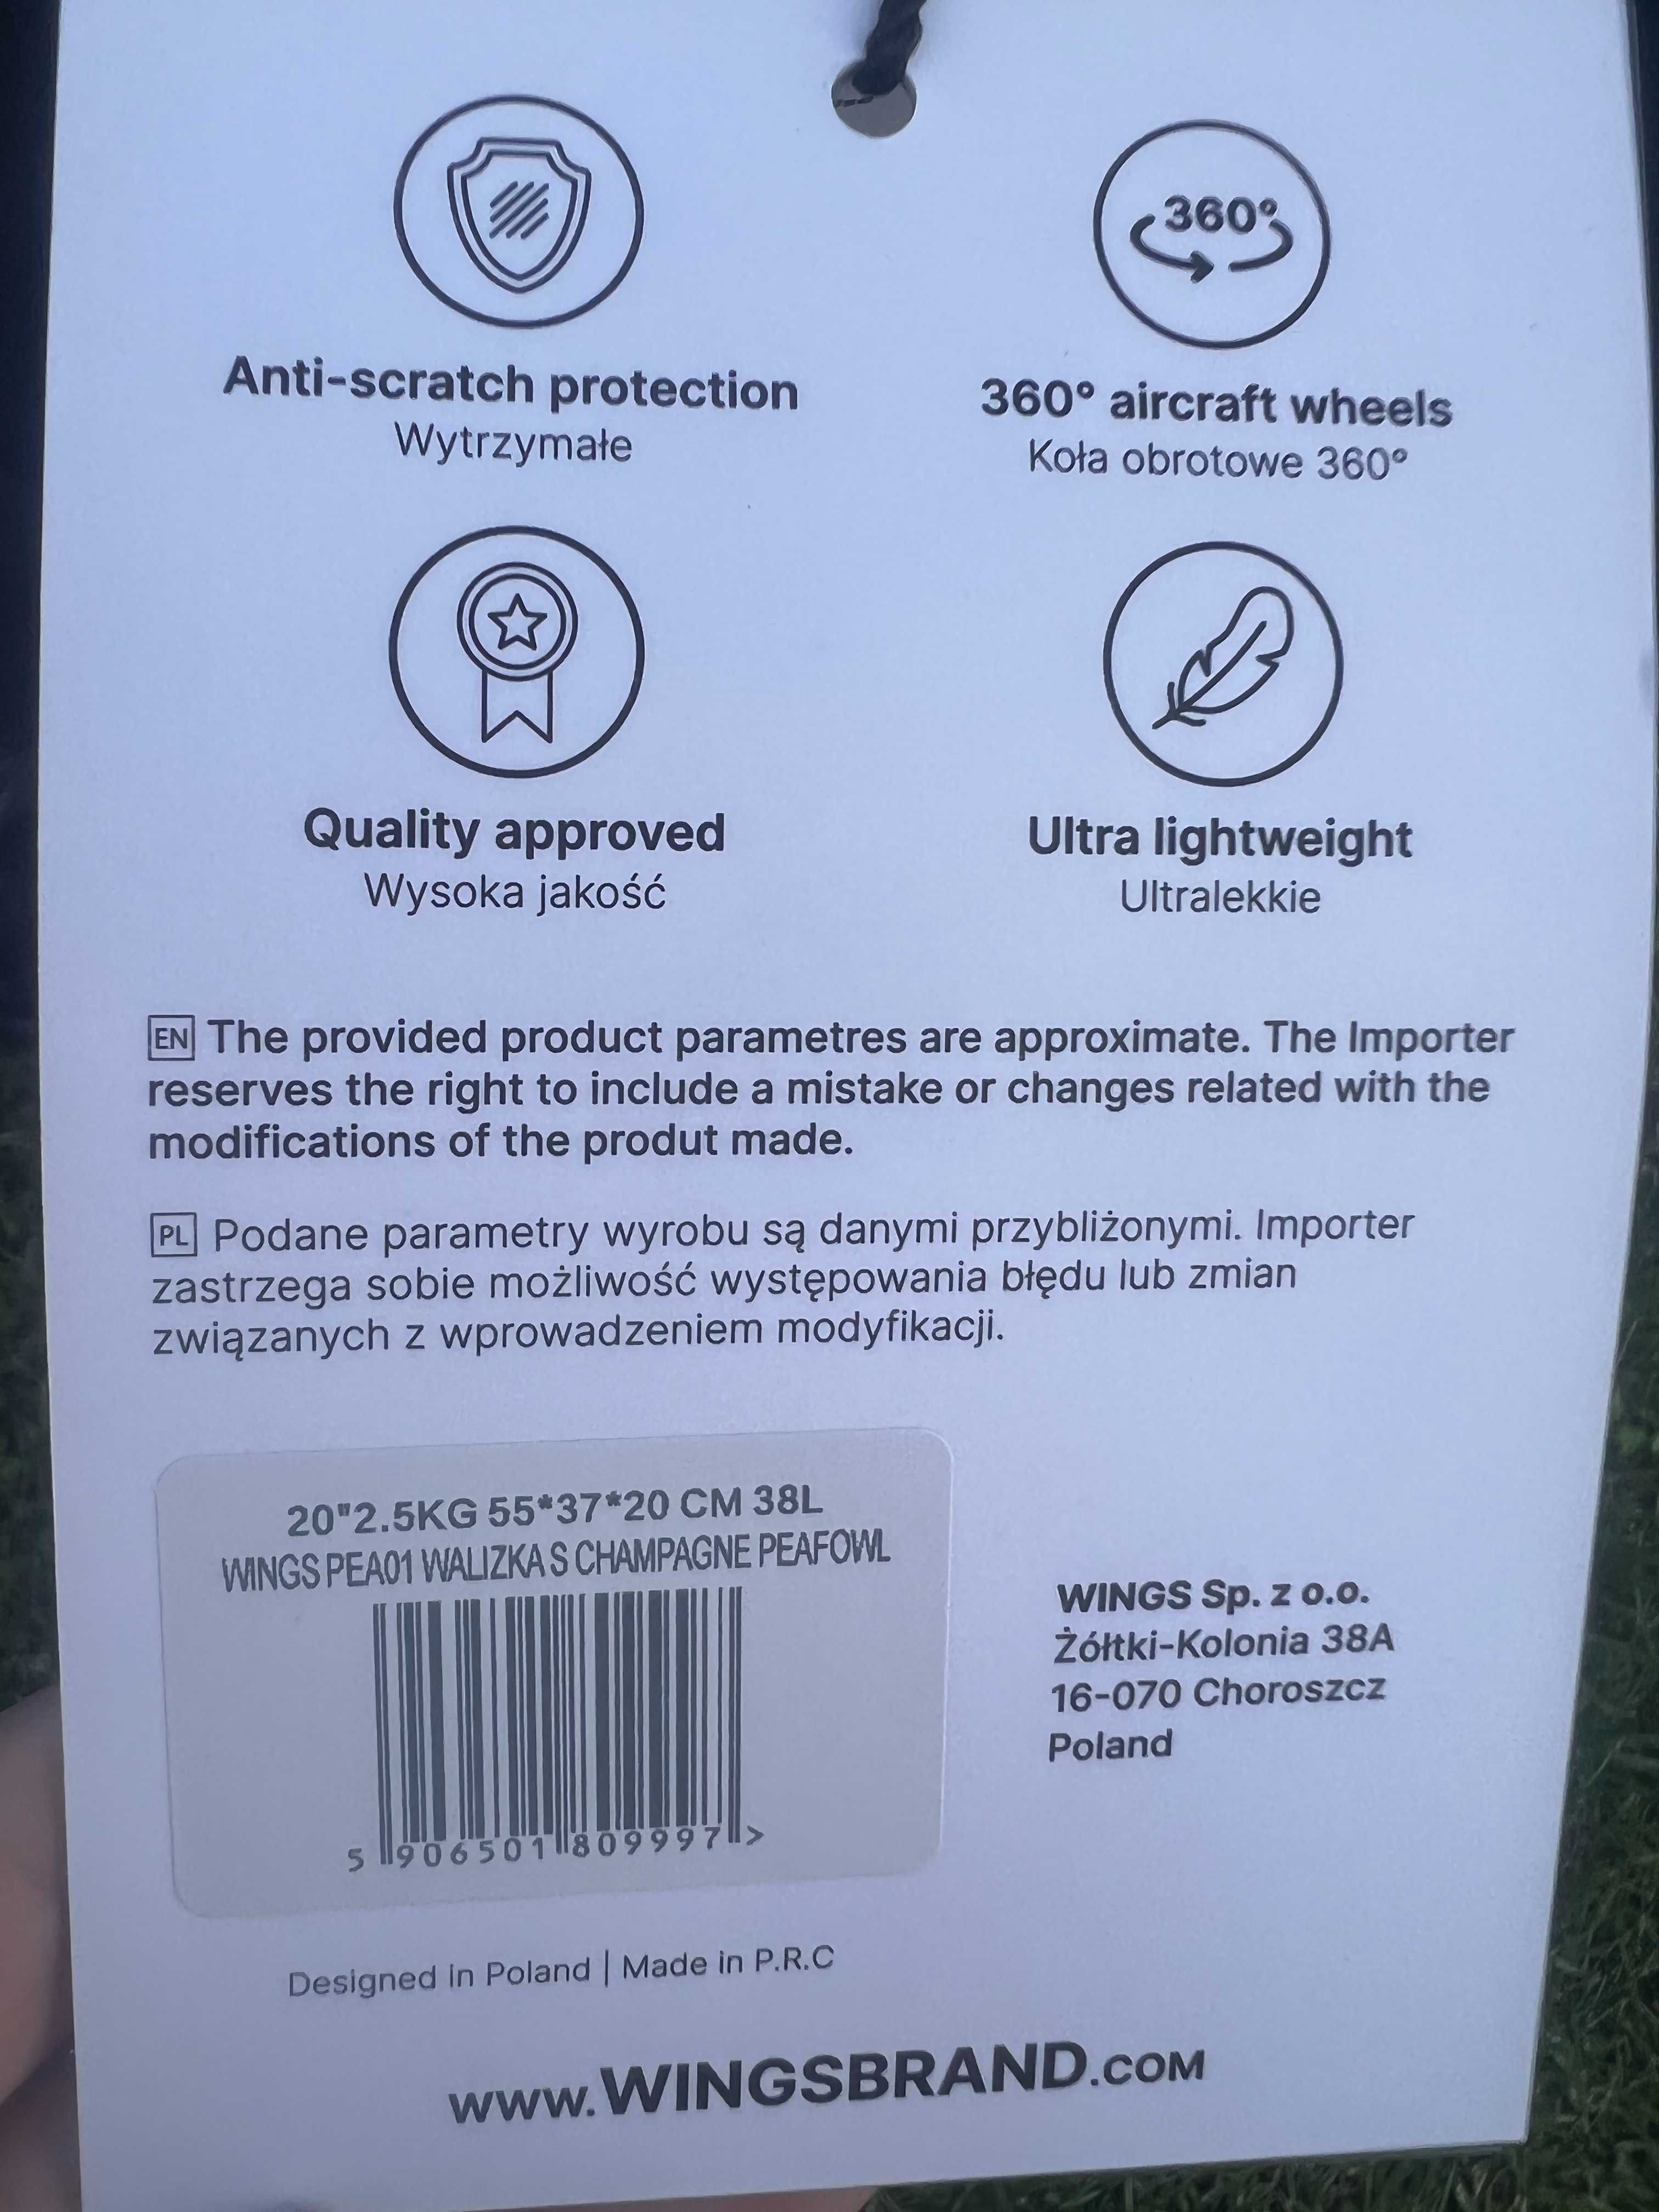 360°
Anti-scratch protection
Wytrzymałe
360° aircraft wheels
Koła obrotowe 360°
Quality approved
Wysoka jakość
Ultra lightweight
Ultralekkie
EN The provided product parametres are approximate. The Importer
reserves the right to include a mistake or changes related with the
modifications of the produt made.
PL Podane parametry wyrobu są danymi przybliżonymi. Importer
zastrzega sobie możliwość występowania błędu lub zmian
związanych z wprowadzeniem modyfikacji.
20"2.5KG 55*37*20 CM 38L
WINGS PEA01 WALIZKA S CHAMPAGNE PEAFOWL
5 906501 809997 >
WINGS Sp. z o.o.
Żółtki-Kolonia 38A
16-070 Choroszcz
Poland
Designed in Poland | Made in P.R.C
www.WINGSBRAND.COM